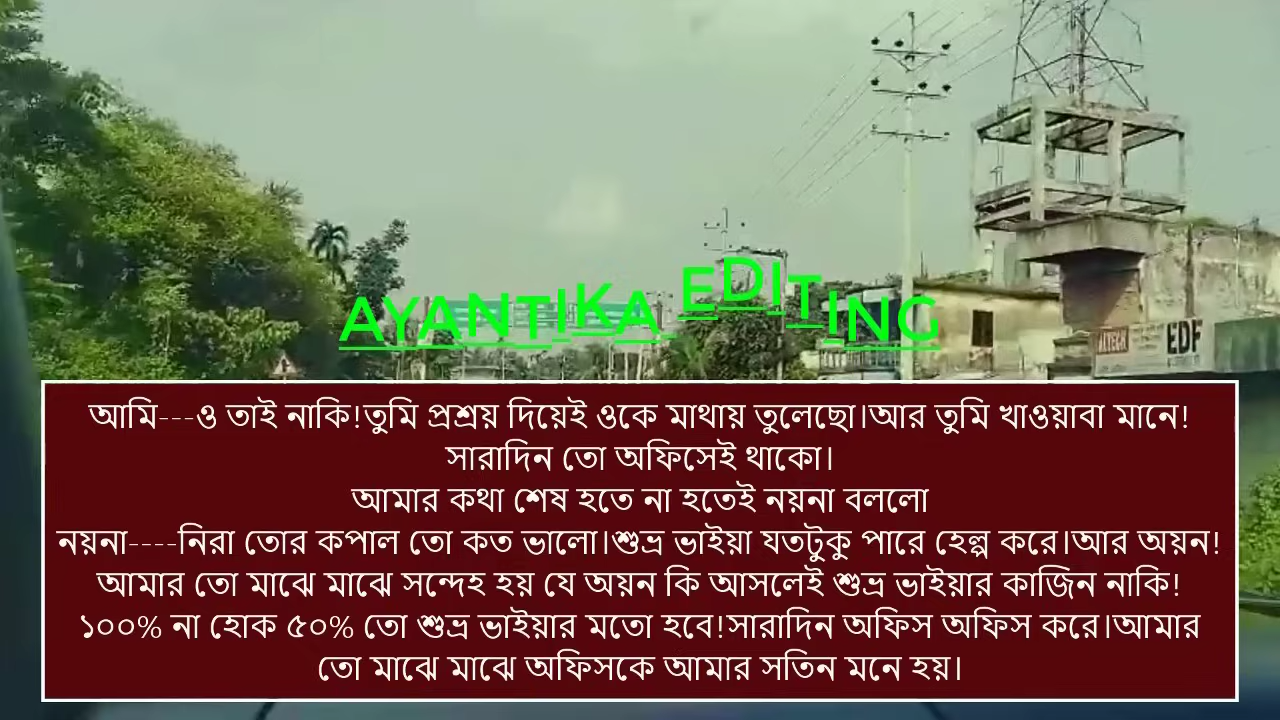 AYANTIKA EDITING
EDF
আমি---ও তাই নাকি!তুমি প্রশ্রয় দিয়েই ওকে মাথায় তুলেছো।আর তুমি খাওয়াবা মানে!
সারাদিন তো অফিসেই থাকো।
আমার কথা শেষ হতে না হতেই নয়না বললো
নয়না----নিরা তোর কপাল তো কত ভালো।শুভ্র ভাইয়া যতটুকু পারে হেল্প করে।আর অয়ন!
আমার তো মাঝে মাঝে সন্দেহ হয় যে অয়ন কি আসলেই শুভ্র ভাইয়ার কাজিন নাকি!
১০০% না হোক ৫০% তো শুভ্র ভাইয়ার মতো হবে!সারাদিন অফিস অফিস করে।আমার
তো মাঝে মাঝে অফিসকে আমার সতিন মনে হয়।